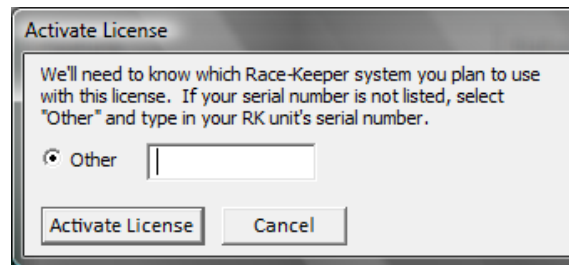 Activate License
We'll need to know which Race-Keeper system you plan to use
with this license. If your serial number is not listed, select
"Other" and type in your RK unit's serial number.
Other
Activate License Cancel